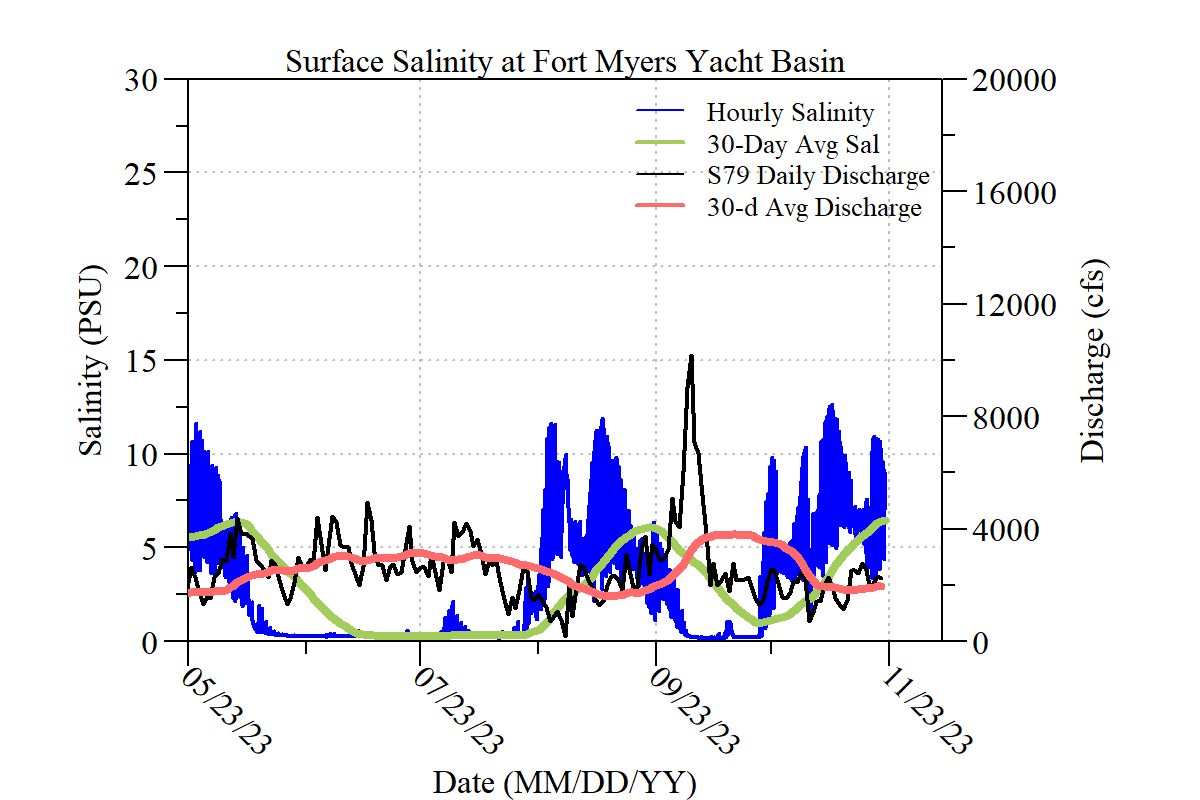 Surface Salinity at Fort Myers Yacht Basin
30
25
20
15
10
5
0
Salinity (PSU)
Hourly Salinity
30-Day Avg Sal
S79 Daily Discharge
30-d Avg Discharge
20000
16000
12000
8000
4000
0
Discharge (cfs)
05/23/23
07/23/23
09/23/23
11/23/23
Date (MM/DD/YY)